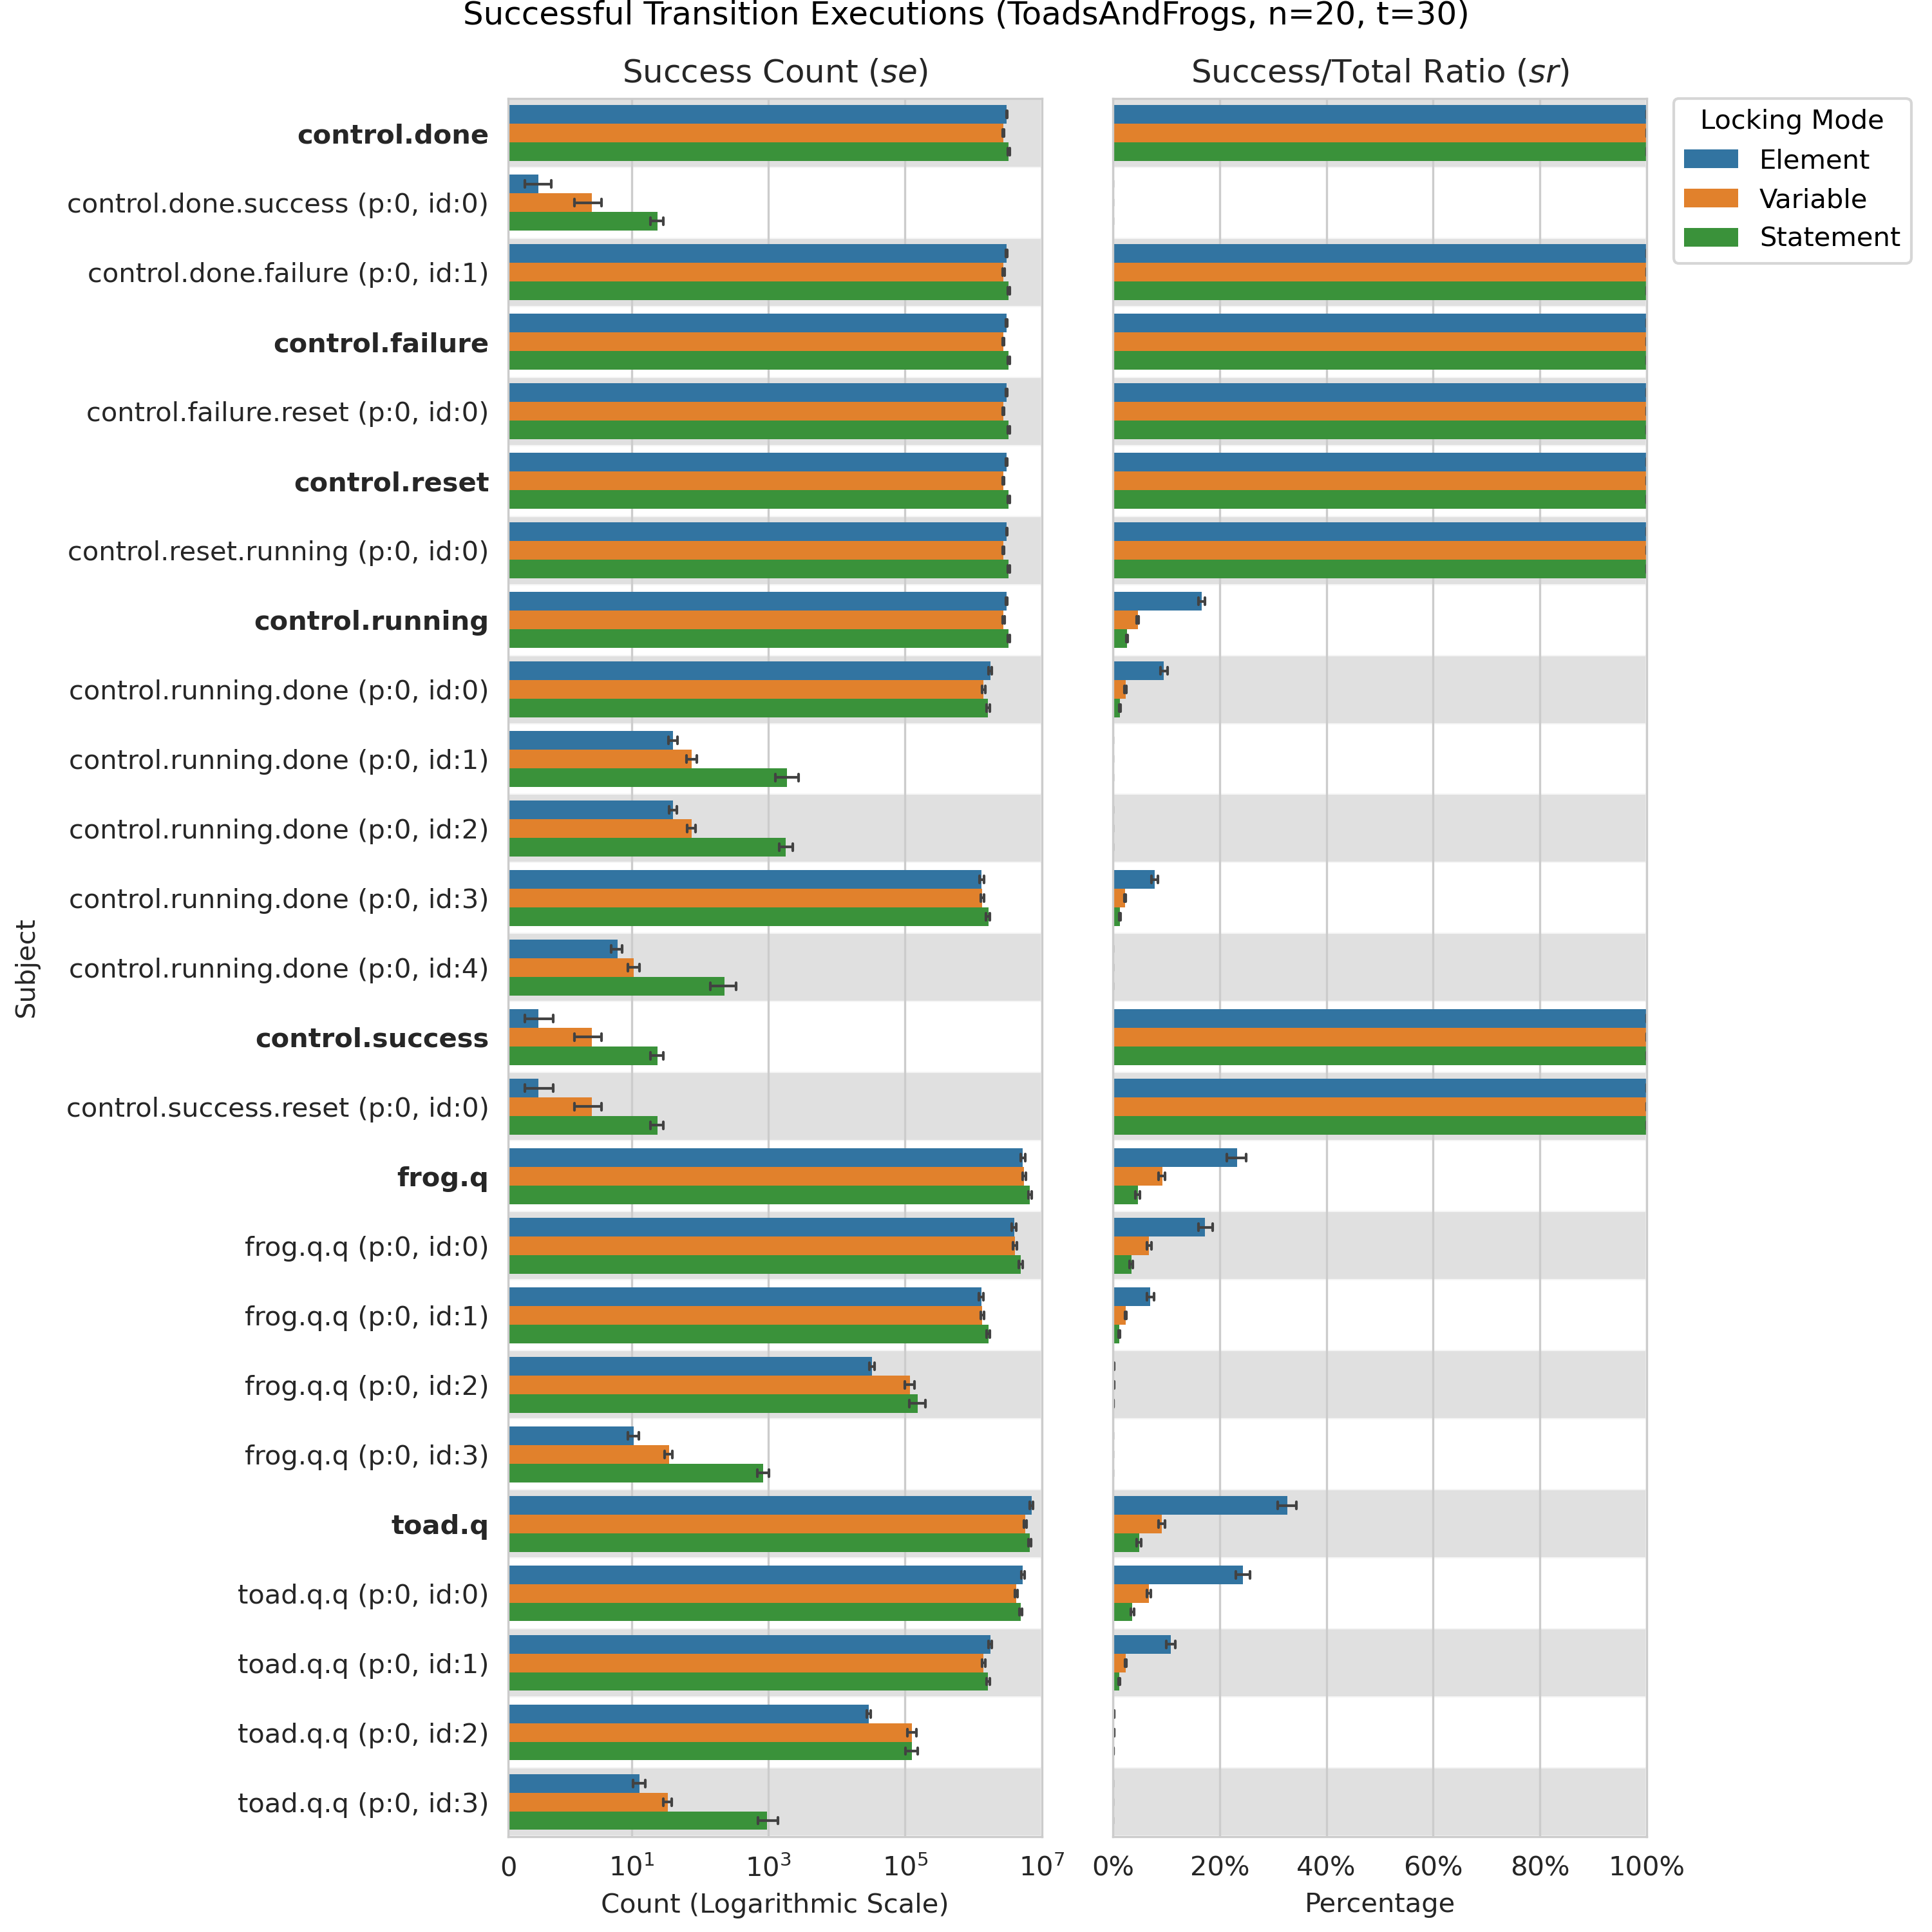 Successful Transition Executions (ToadsAndFrogs, n=20, t=30)
Success Count (se)
Success/Total Ratio (sr)
Locking Mode
Element
Variable
Statement
Subject
control.done
control.done.success (p:0, id:0)
control.done.failure (p:0, id:1)
control.failure
control.failure.reset (p:0, id:0)
control.reset
control.reset.running (p:0, id:0)
control.running
control.running.done (p:0, id:0)
control.running.done (p:0, id:1)
control.running.done (p:0, id:2)
control.running.done (p:0, id:3)
control.running.done (p:0, id:4)
control.success
control.success.reset (p:0, id:0)
frog.q
frog.q.q (p:0, id:0)
frog.q.q (p:0, id:1)
frog.q.q (p:0, id:2)
frog.q.q (p:0, id:3)
toad.q
toad.q.q (p:0, id:0)
toad.q.q (p:0, id:1)
toad.q.q (p:0, id:2)
toad.q.q (p:0, id:3)
0 10¹ 10³ 10⁵ 10⁷
0% 20% 40% 60% 80% 100%
Count (Logarithmic Scale)
Percentage